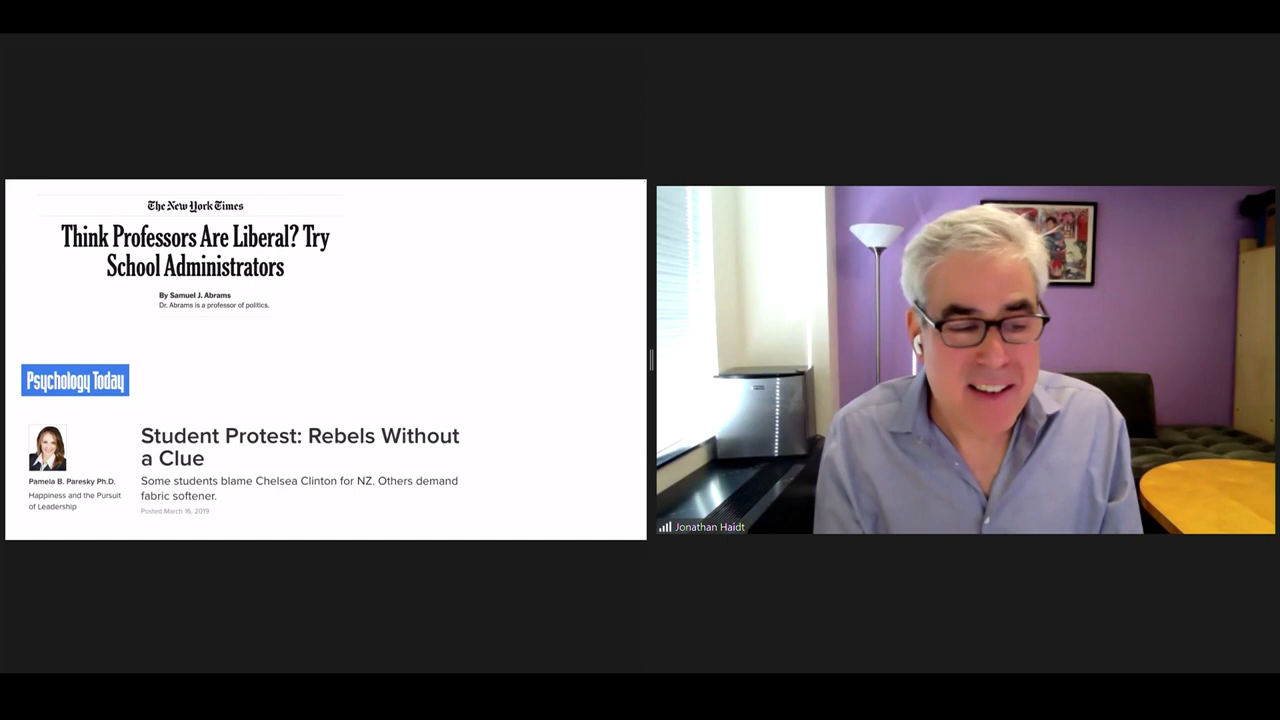 The New York Times
Think Professors Are Liberal? Try
School Administrators
By Samuel J. Abrams
Dr. Abrams is a professor of politics.
Psychology Today
Pamela B. Paresky Ph.D.
Happiness and the Pursuit
of Leadership
Student Protest: Rebels Without
a Clue
Some students blame Chelsea Clinton for NZ. Others demand
fabric softener.
Posted March 16, 2019
Jonathan Haidt